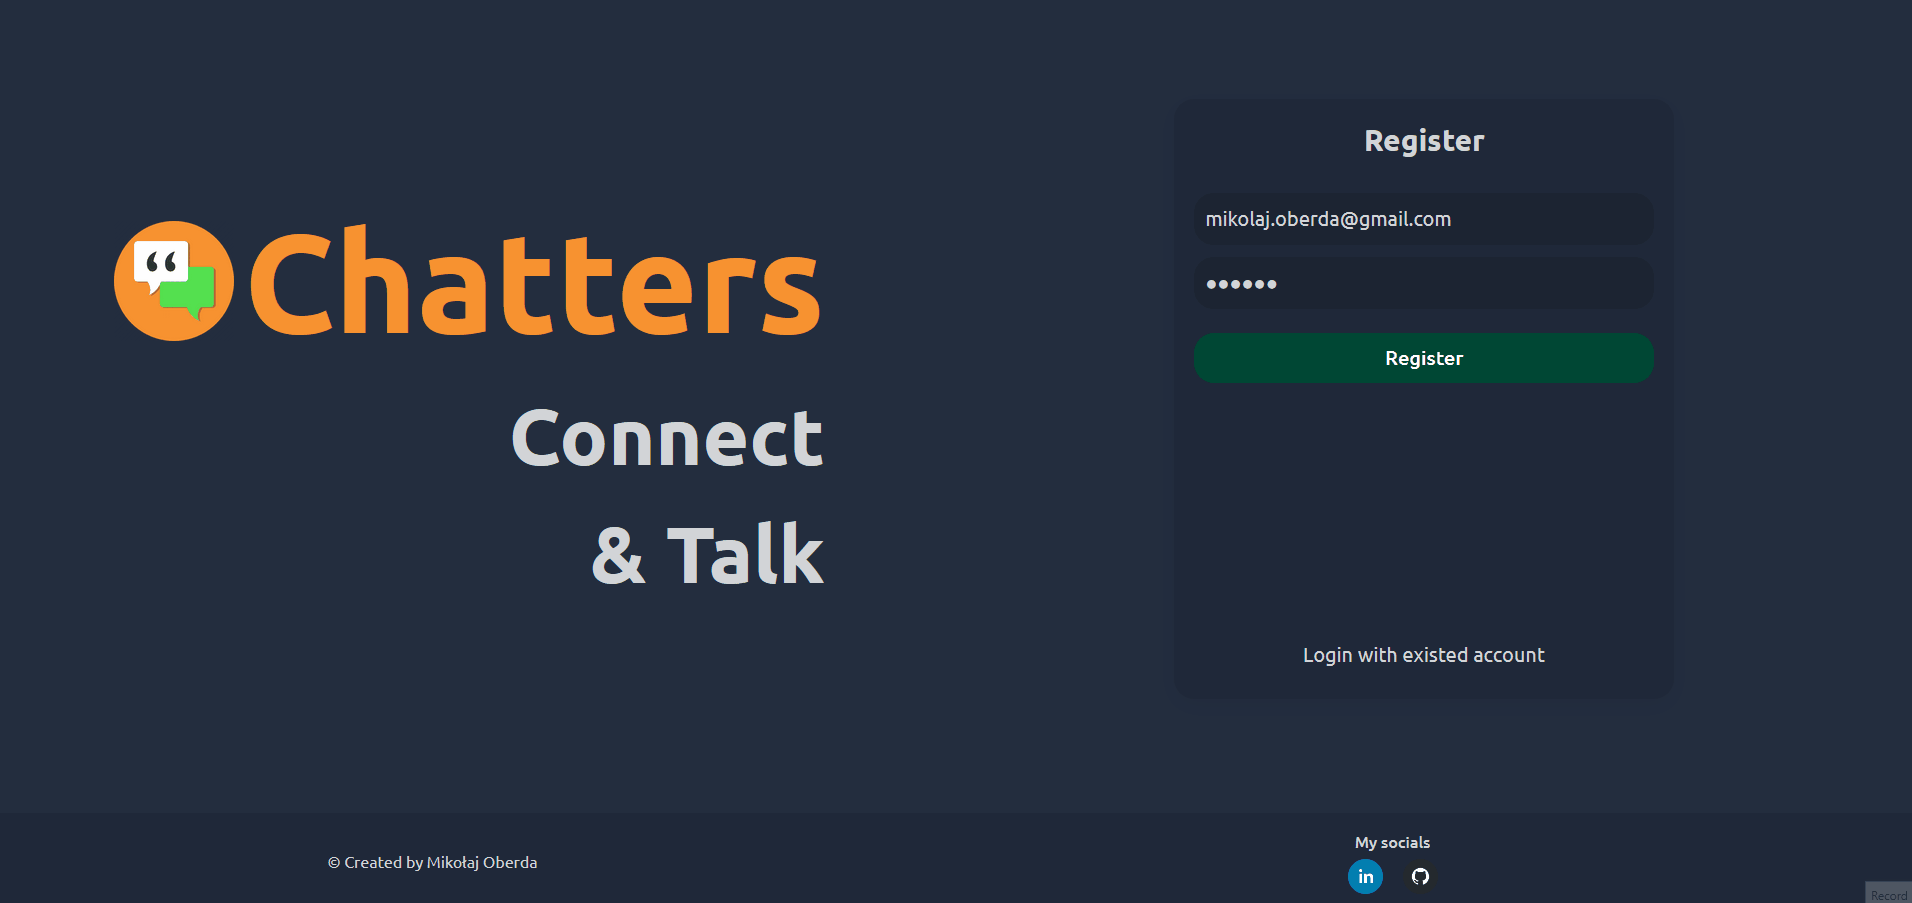 Chatters
Connect
& Talk
Register
mikolaj.oberda@gmail.com
••••••
Register
Login with existed account
© Created by Mikołaj Oberda
My socials
in
Record